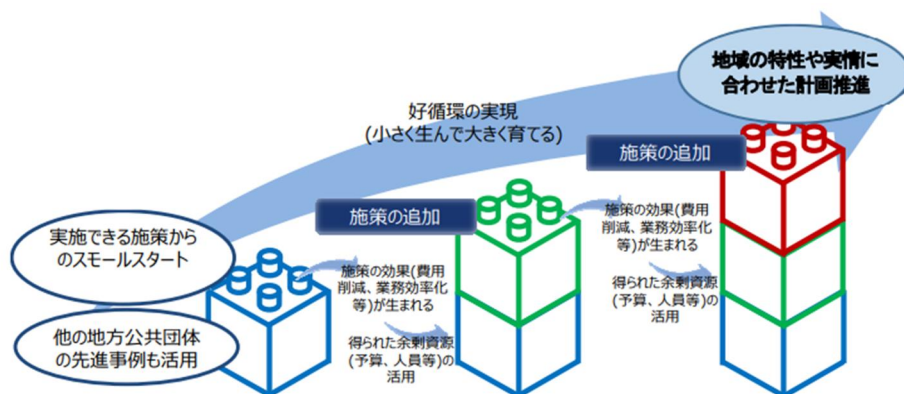 地域の特性や実情に
合わせた計画推進
好循環の実現
(小さく生んで大きく育てる)
施策の追加
施策の追加
実施できる施策から
のスモールスタート
他の地方公共団体
の先進事例も活用
施策の効果(費用
削減、業務効率化
等)が生まれる
得られた余剰資源
(予算、人員等)の
活用
施策の効果(費用
削減、業務効率化
等)が生まれる
得られた余剰資源
(予算、人員等)の
活用